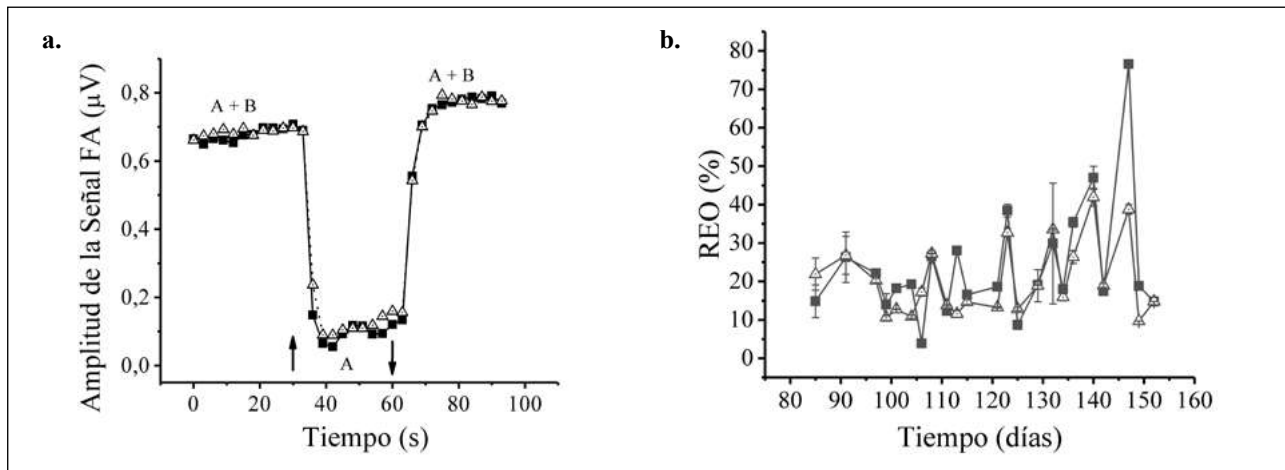 a.
Amplitud de la Señal FA (µV)
0,8
0,6
0,4
0,2
0,0
A + B
A + B
A
0 20 40 60 80 100
Tiempo (s)
b.
REO (%)
80
70
60
50
40
30
20
10
0
80 90 100 110 120 130 140 150 160
Tiempo (días)